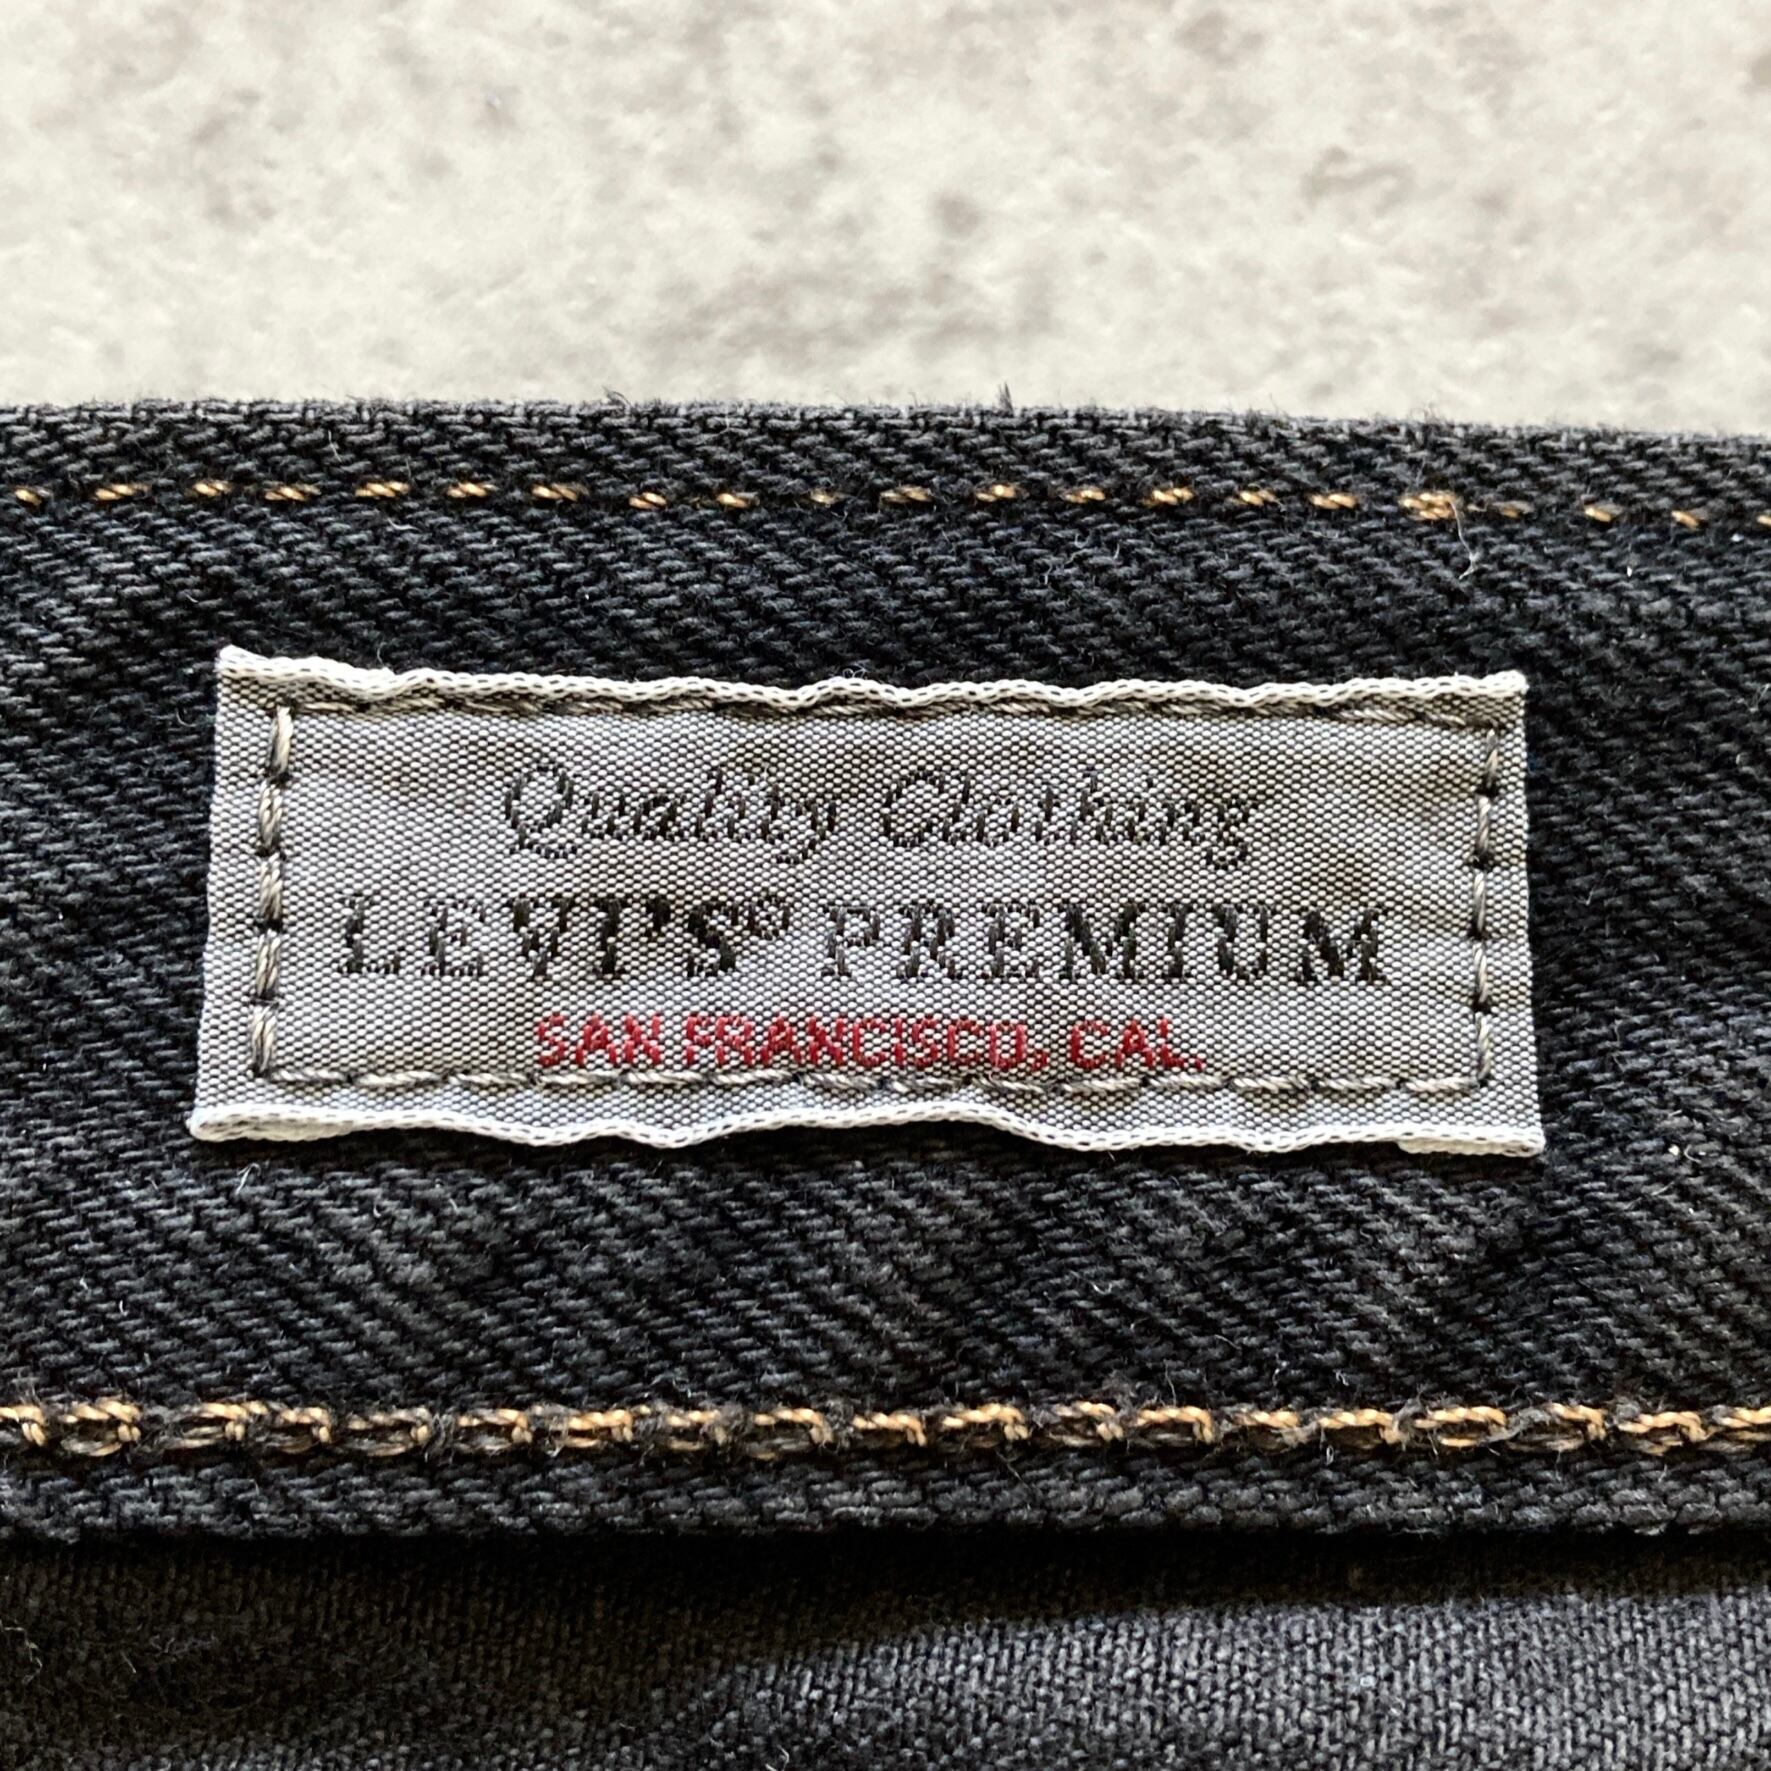 Quality Clothing
LEVI'S® PREMIUM
SAN FRANCISCO, CAL.